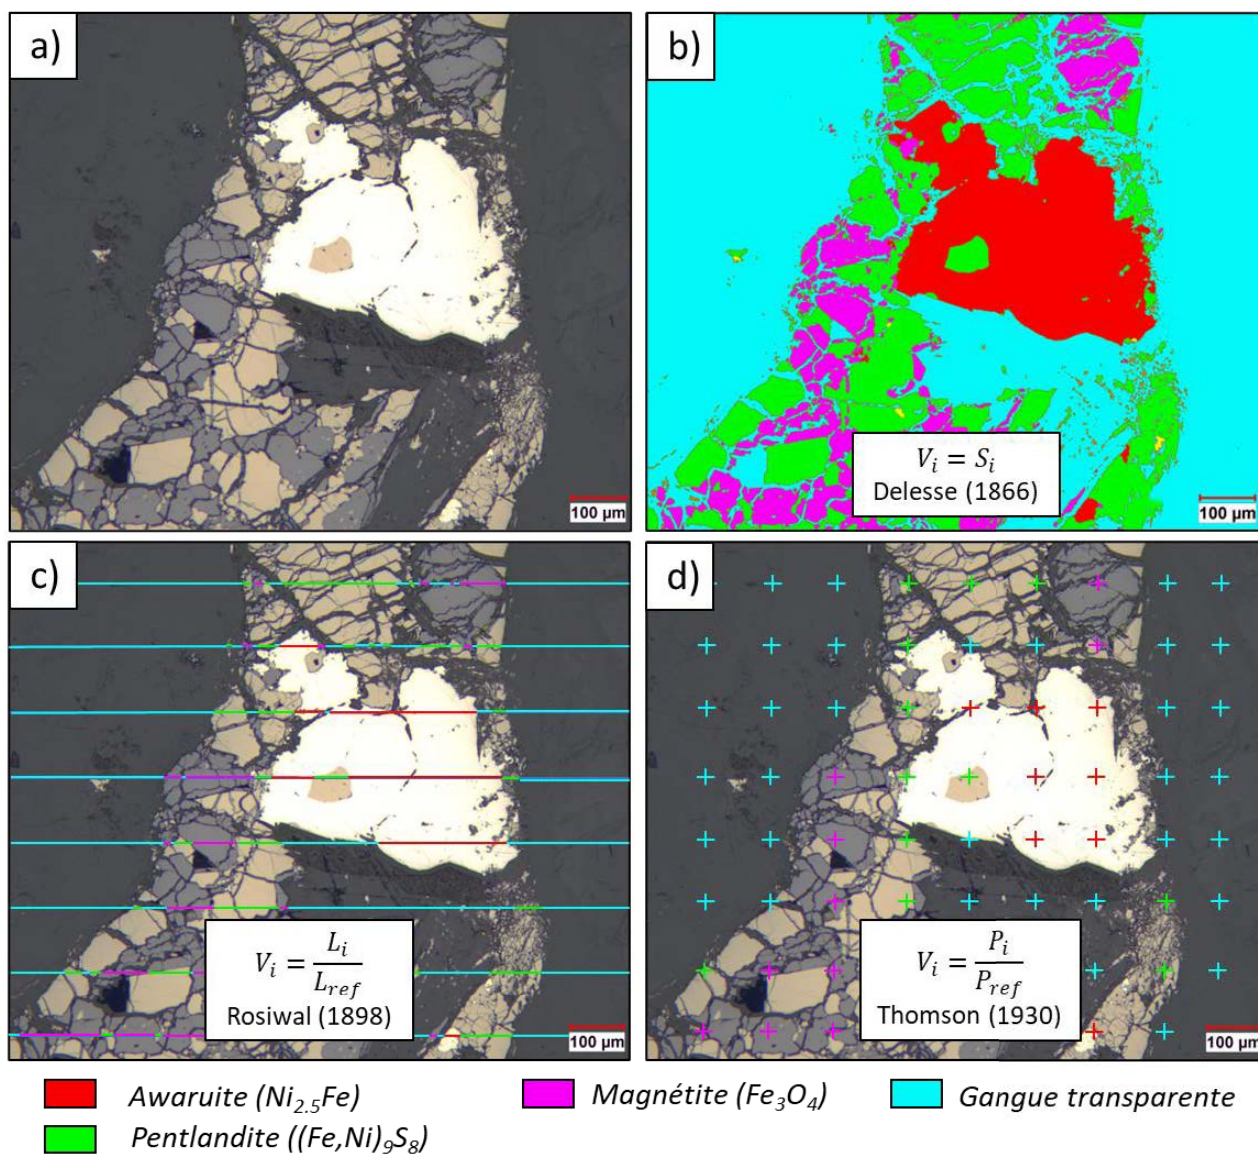 a)
b)
100 µm
V_i = S_i
Delesse (1866)
100 µm
c)
d)
V_i = L_i / L_ref
Rosiwal (1898)
100 µm
V_i = P_i / P_ref
Thomson (1930)
100 µm
Awaruite (Ni₂.₅Fe)
Magnétite (Fe₃O₄)
Gangue transparente
Pentlandite ((Fe,Ni)₉S₈)